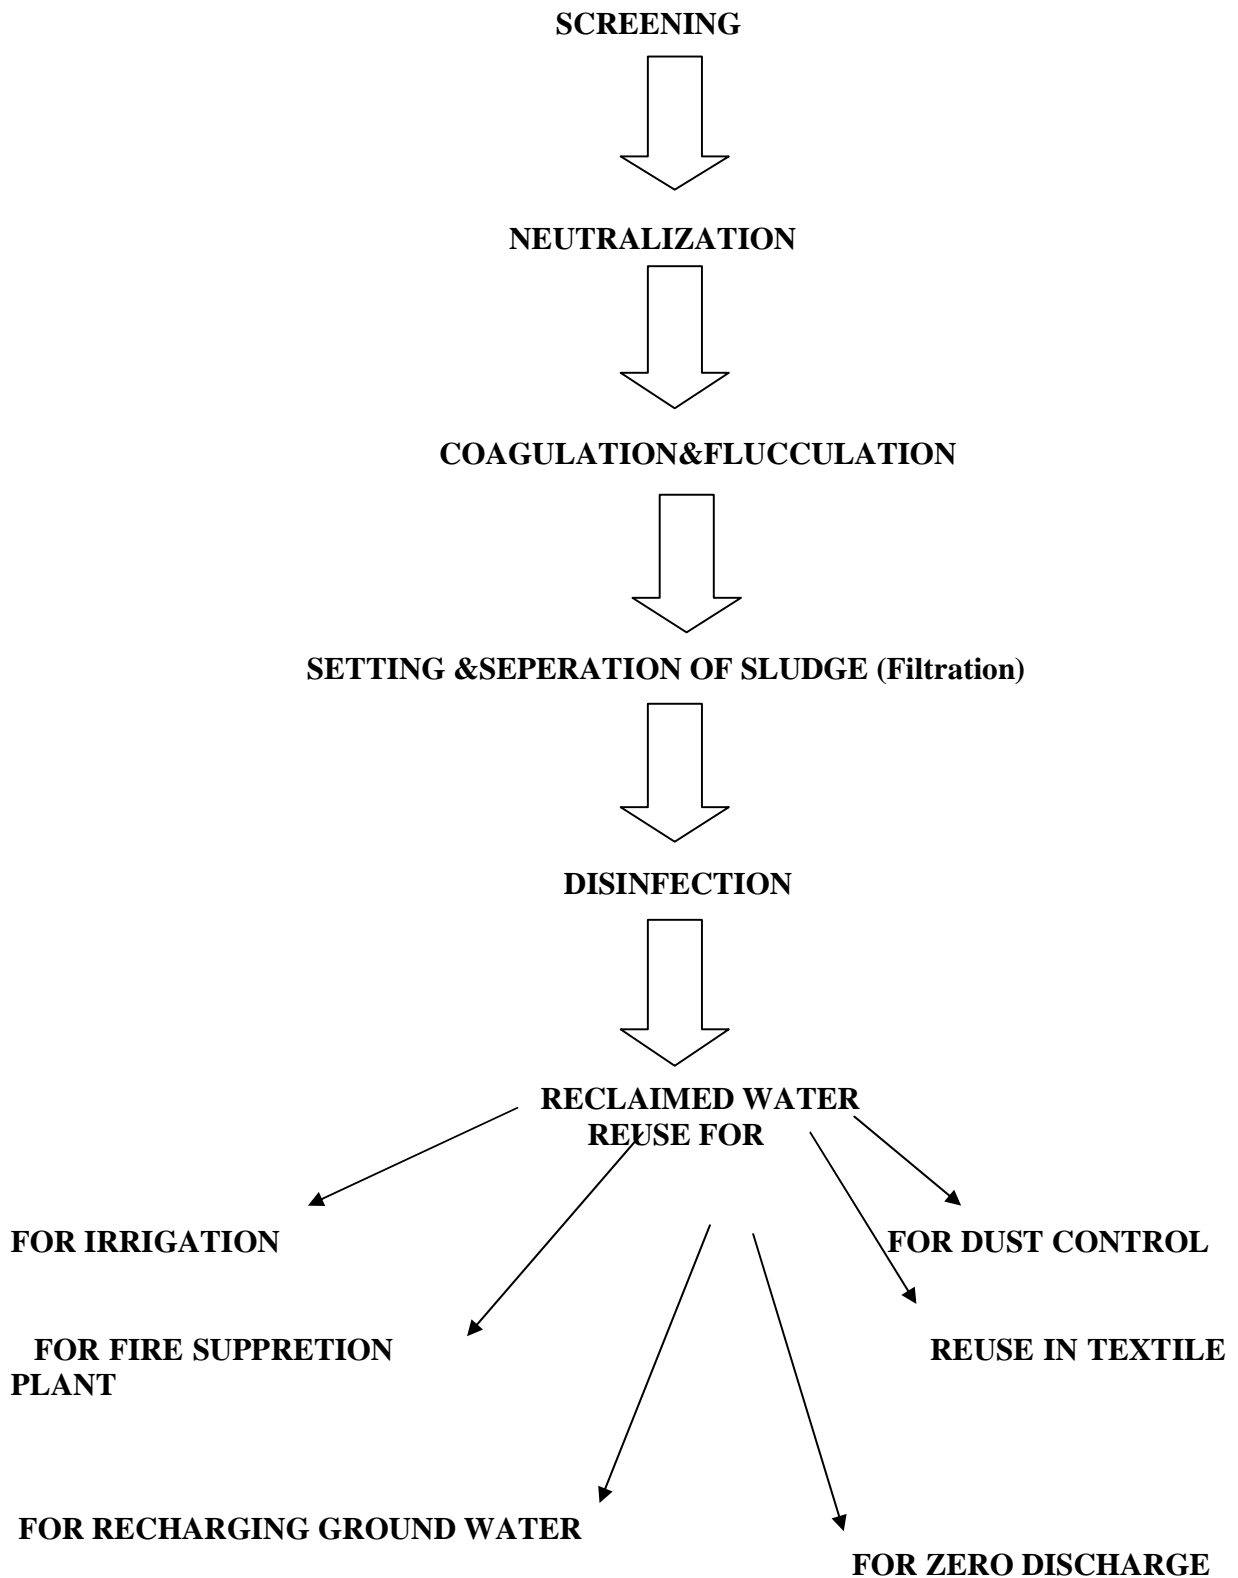 SCREENING
NEUTRALIZATION
COAGULATION&FLUCCULATION
SETTING &SEPERATION OF SLUDGE (Filtration)
DISINFECTION
RECLAIMED WATER
REUSE FOR
FOR IRRIGATION
FOR DUST CONTROL
FOR FIRE SUPPRETION
PLANT
REUSE IN TEXTILE
FOR RECHARGING GROUND WATER
FOR ZERO DISCHARGE